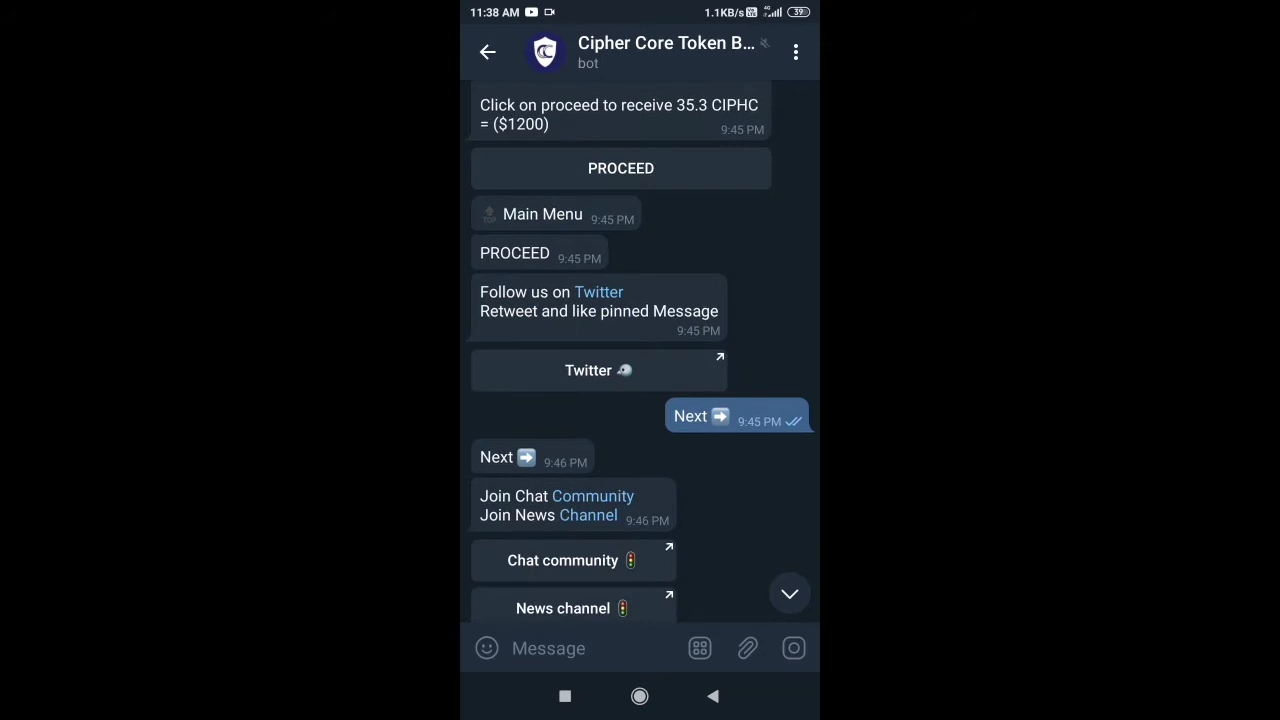 11:38 AM 1.1KB/s 4G 39
Cipher Core Token B...
bot
Click on proceed to receive 35.3 CIPHC
= ($1200)
9:45 PM
PROCEED
Main Menu 9:45 PM
PROCEED 9:45 PM
Follow us on Twitter
Retweet and like pinned Message
9:45 PM
Twitter
Next 9:45 PM
Next 9:46 PM
Join Chat Community
Join News Channel 9:46 PM
Chat community
News channel
Message